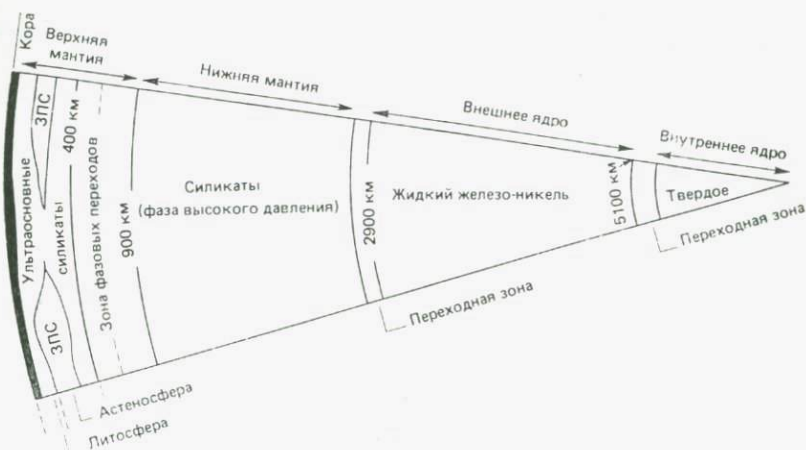 Кора
Верхняя
мантия
Нижняя мантия
Внешнее ядро
Внутреннее ядро
ЗПС
400 км
Ультраосновные
силикаты
Зона фазовых переходов
900 км
Силикаты
(фаза высокого давления)
2900 км
Жидкий железо-никель
5100 км
Твердое
Переходная зона
Переходная зона
ЗПС
Астеносфера
Литосфера